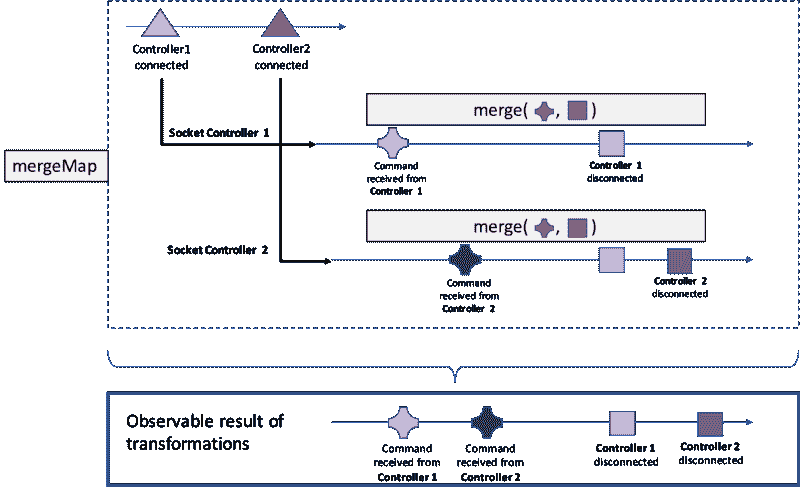 Controller1
connected
Controller2
connected
merge( , )
Socket Controller 1
Command
received from
Controller 1
Controller 1
disconnected
mergeMap
merge( , )
Socket Controller 2
Command
received from
Controller 2
Controller 2
disconnected
Observable result of
transformations
Command
received from
Controller 1
Command
received from
Controller 2
Controller 1
disconnected
Controller 2
disconnected